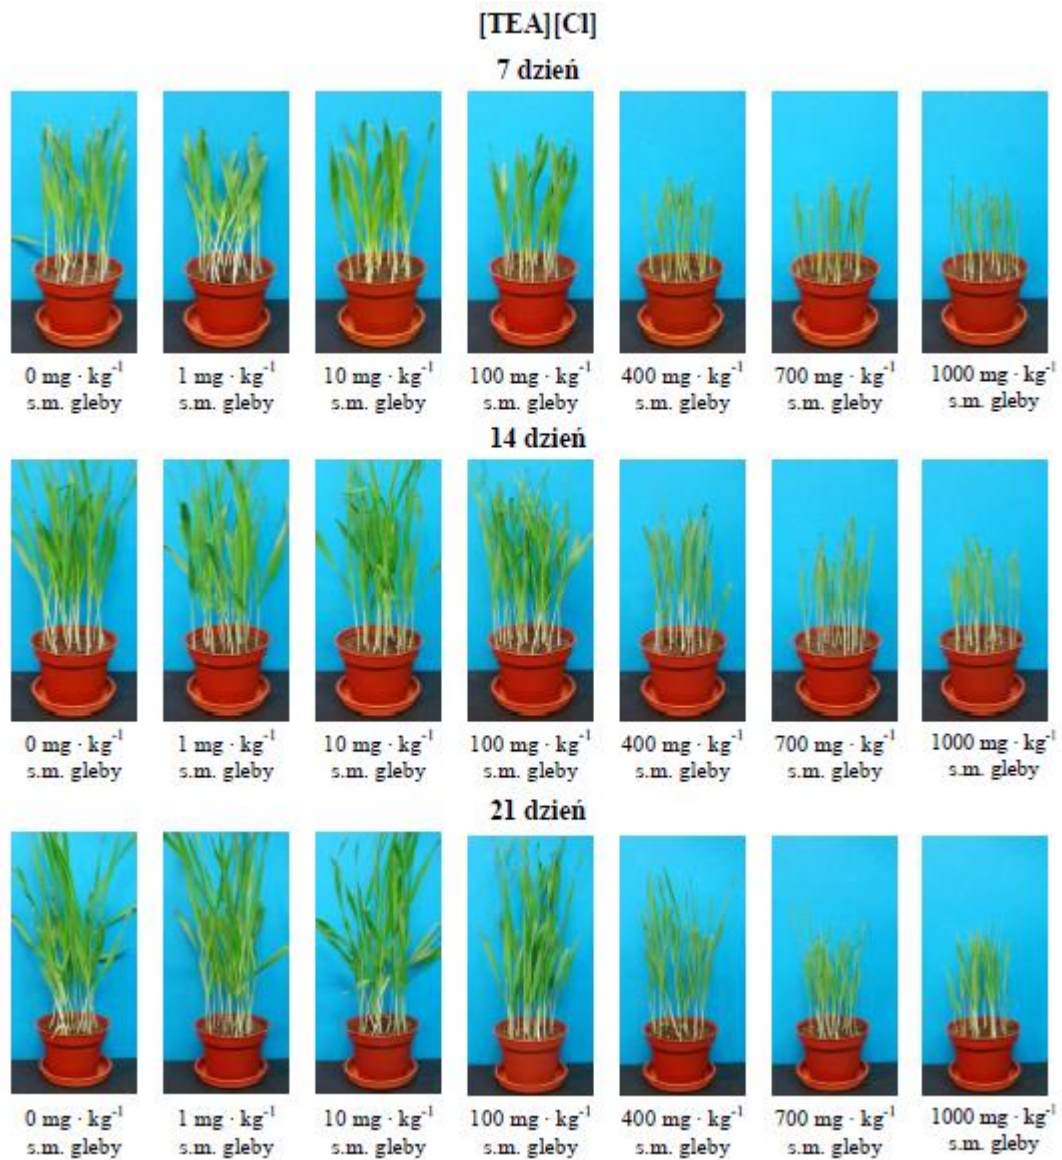 [TEA][Cl]
7 dzień
0 mg · kg⁻¹ 1 mg · kg⁻¹ 10 mg · kg⁻¹ 100 mg · kg⁻¹ 400 mg · kg⁻¹ 700 mg · kg⁻¹ 1000 mg · kg⁻¹
s.m. gleby s.m. gleby s.m. gleby s.m. gleby s.m. gleby s.m. gleby s.m. gleby
14 dzień
0 mg · kg⁻¹ 1 mg · kg⁻¹ 10 mg · kg⁻¹ 100 mg · kg⁻¹ 400 mg · kg⁻¹ 700 mg · kg⁻¹ 1000 mg · kg⁻¹
s.m. gleby s.m. gleby s.m. gleby s.m. gleby s.m. gleby s.m. gleby s.m. gleby
21 dzień
0 mg · kg⁻¹ 1 mg · kg⁻¹ 10 mg · kg⁻¹ 100 mg · kg⁻¹ 400 mg · kg⁻¹ 700 mg · kg⁻¹ 1000 mg · kg⁻¹
s.m. gleby s.m. gleby s.m. gleby s.m. gleby s.m. gleby s.m. gleby s.m. gleby